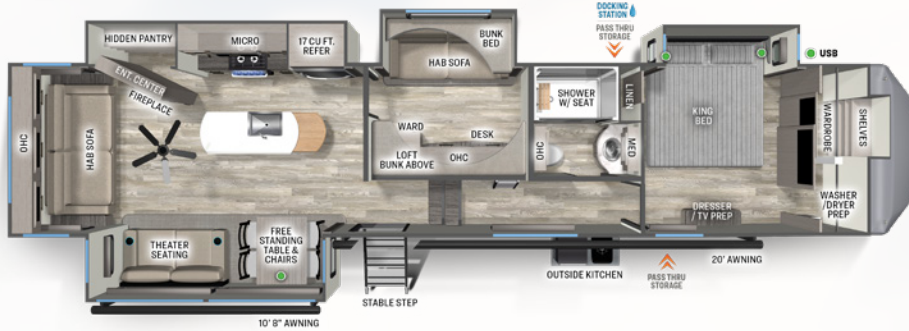 DOCKING
STATION
PASS THRU
STORAGE
HIDDEN PANTRY
MICRO
17 CU FT.
REFER
BUNK
BED
HAB SOFA
USB
ENT. CENTER
FIREPLACE
OHC
HAB SOFA
SHOWER
W/ SEAT
LINEN
KING
BED
WARDROBE
SHELVES
WARD
DESK
LOFT
BUNK ABOVE
OHC
OHC
MED
WASHER
/DRYER
PREP
DRESSER
/ TV PREP
THEATER
SEATING
FREE
STANDING
TABLE &
CHAIRS
STABLE STEP
OUTSIDE KITCHEN
PASS THRU
STORAGE
20' AWNING
10' 8" AWNING